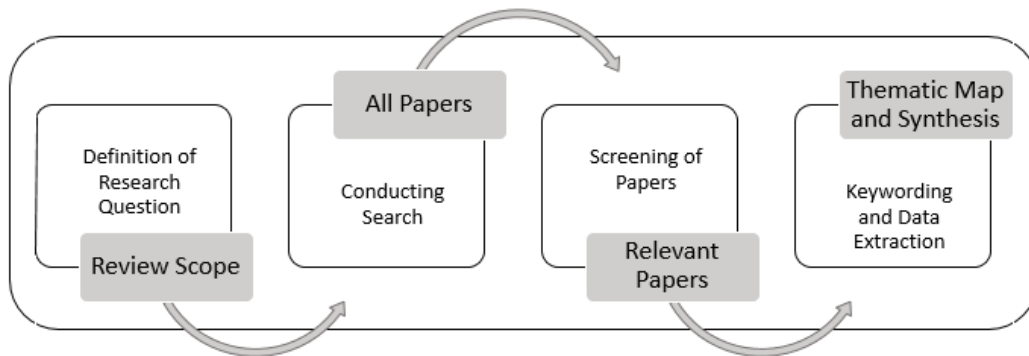 Definition of
Research
Question
Review Scope
All Papers
Conducting
Search
Screening of
Papers
Relevant
Papers
Thematic Map
and Synthesis
Keywording
and Data
Extraction